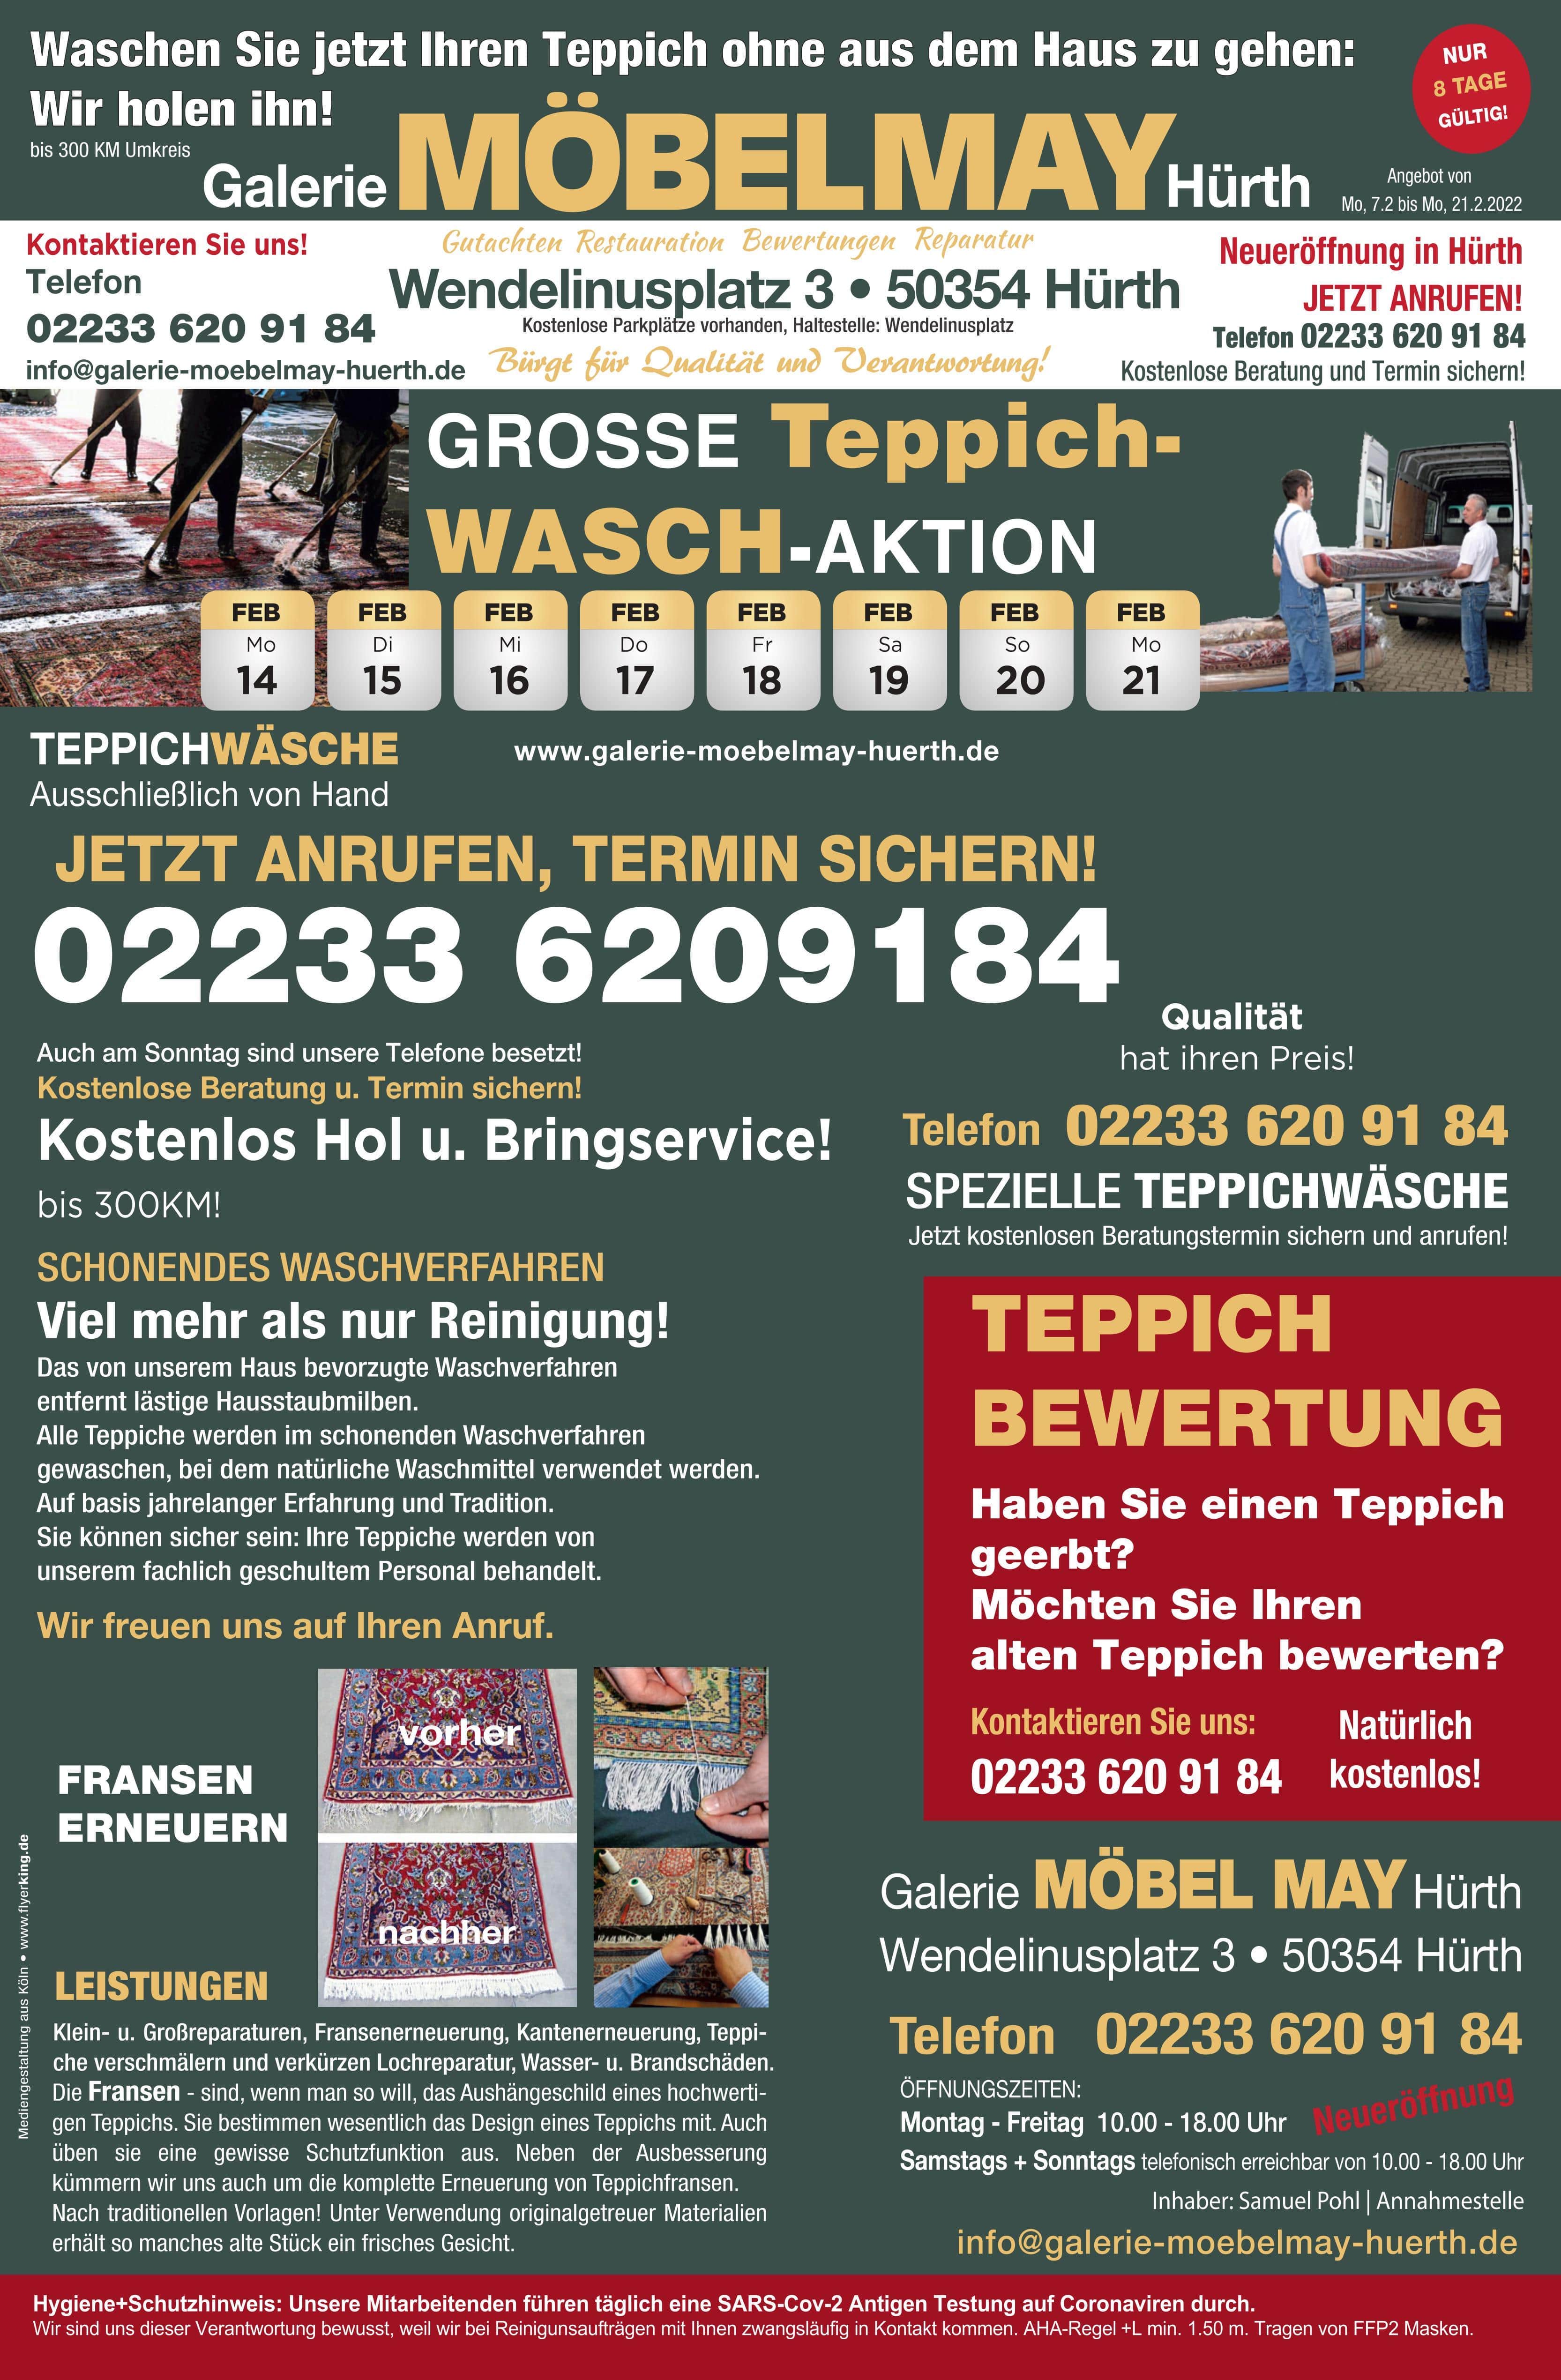 Waschen Sie jetzt Ihren Teppich ohne aus dem Haus zu gehen:
Wir holen ihn!
bis 300 KM Umkreis
NUR
8 TAGE
GÜLTIG!
Galerie MÖBELMAY Hürth
Angebot von
Mo, 7.2 bis Mo, 21.2.2022
Kontaktieren Sie uns!
Telefon
02233 620 91 84
info@galerie-moebelmay-huerth.de
Gutachten Restauration Bewertungen Reparatur
Wendelinusplatz 3 • 50354 Hürth
Kostenlose Parkplätze vorhanden, Haltestelle: Wendelinusplatz
Bürgt für Qualität und Verantwortung!
Neueröffnung in Hürth
JETZT ANRUFEN!
Telefon 02233 620 91 84
Kostenlose Beratung und Termin sichern!
GROSSE Teppich-
WASCH-AKTION
FEB FEB FEB FEB FEB FEB FEB FEB
Mo Di Mi Do Fr Sa So Mo
14 15 16 17 18 19 20 21
TEPPICHWÄSCHE
Ausschließlich von Hand
www.galerie-moebelmay-huerth.de
JETZT ANRUFEN, TERMIN SICHERN!
02233 6209184
Auch am Sonntag sind unsere Telefone besetzt!
Kostenlose Beratung u. Termin sichern!
Kostenlos Hol u. Bringservice!
bis 300KM!
SCHONENDES WASCHVERFAHREN
Viel mehr als nur Reinigung!
Das von unserem Haus bevorzugte Waschverfahren
entfernt lästige Hausstaubmilben.
Alle Teppiche werden im schonenden Waschverfahren
gewaschen, bei dem natürliche Waschmittel verwendet werden.
Auf basis jahrelanger Erfahrung und Tradition.
Sie können sicher sein: Ihre Teppiche werden von
unserem fachlich geschultem Personal behandelt.
Wir freuen uns auf Ihren Anruf.
FRANSEN
ERNEUERN
vorher
nachher
LEISTUNGEN
Klein- u. Großreparaturen, Fransenerneuerung, Kantenerneuerung, Teppi-
che verschmälern und verkürzen Lochreparatur, Wasser- u. Brandschäden.
Die Fransen - sind, wenn man so will, das Aushängeschild eines hochwerti-
gen Teppichs. Sie bestimmen wesentlich das Design eines Teppichs mit. Auch
üben sie eine gewisse Schutzfunktion aus. Neben der Ausbesserung
kümmern wir uns auch um die komplette Erneuerung von Teppichfransen.
Nach traditionellen Vorlagen! Unter Verwendung originalgetreuer Materialien
erhält so manches alte Stück ein frisches Gesicht.
Mediengestaltung aus Köln • www.flyerking.de
Qualität
hat ihren Preis!
Telefon 02233 620 91 84
SPEZIELLE TEPPICHWÄSCHE
Jetzt kostenlosen Beratungstermin sichern und anrufen!
TEPPICH
BEWERTUNG
Haben Sie einen Teppich
geerbt?
Möchten Sie Ihren
alten Teppich bewerten?
Kontaktieren Sie uns:
02233 620 91 84
Natürlich
kostenlos!
Galerie MÖBEL MAY Hürth
Wendelinusplatz 3 • 50354 Hürth
Telefon 02233 620 91 84
ÖFFNUNGSZEITEN:
Montag - Freitag 10.00 - 18.00 Uhr
Neueröffnung
Samstags + Sonntags telefonisch erreichbar von 10.00 - 18.00 Uhr
Inhaber: Samuel Pohl | Annahmestelle
info@galerie-moebelmay-huerth.de
Hygiene+Schutzhinweis: Unsere Mitarbeitenden führen täglich eine SARS-Cov-2 Antigen Testung auf Coronaviren durch.
Wir sind uns dieser Verantwortung bewusst, weil wir bei Reinigunsaufträgen mit Ihnen zwangsläufig in Kontakt kommen. AHA-Regel +L min. 1.50 m. Tragen von FFP2 Masken.